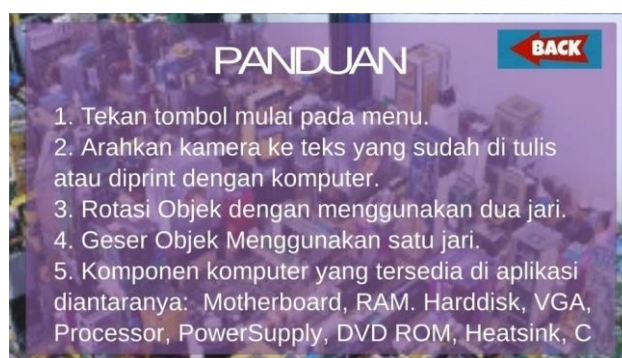 PANDUAN
BACK
1. Tekan tombol mulai pada menu.
2. Arahkan kamera ke teks yang sudah di tulis
atau diprint dengan komputer.
3. Rotasi Objek dengan menggunakan dua jari.
4. Geser Objek Menggunakan satu jari.
5. Komponen komputer yang tersedia di aplikasi
diantaranya: Motherboard, RAM. Harddisk, VGA,
Processor, PowerSupply, DVD ROM, Heatsink, C